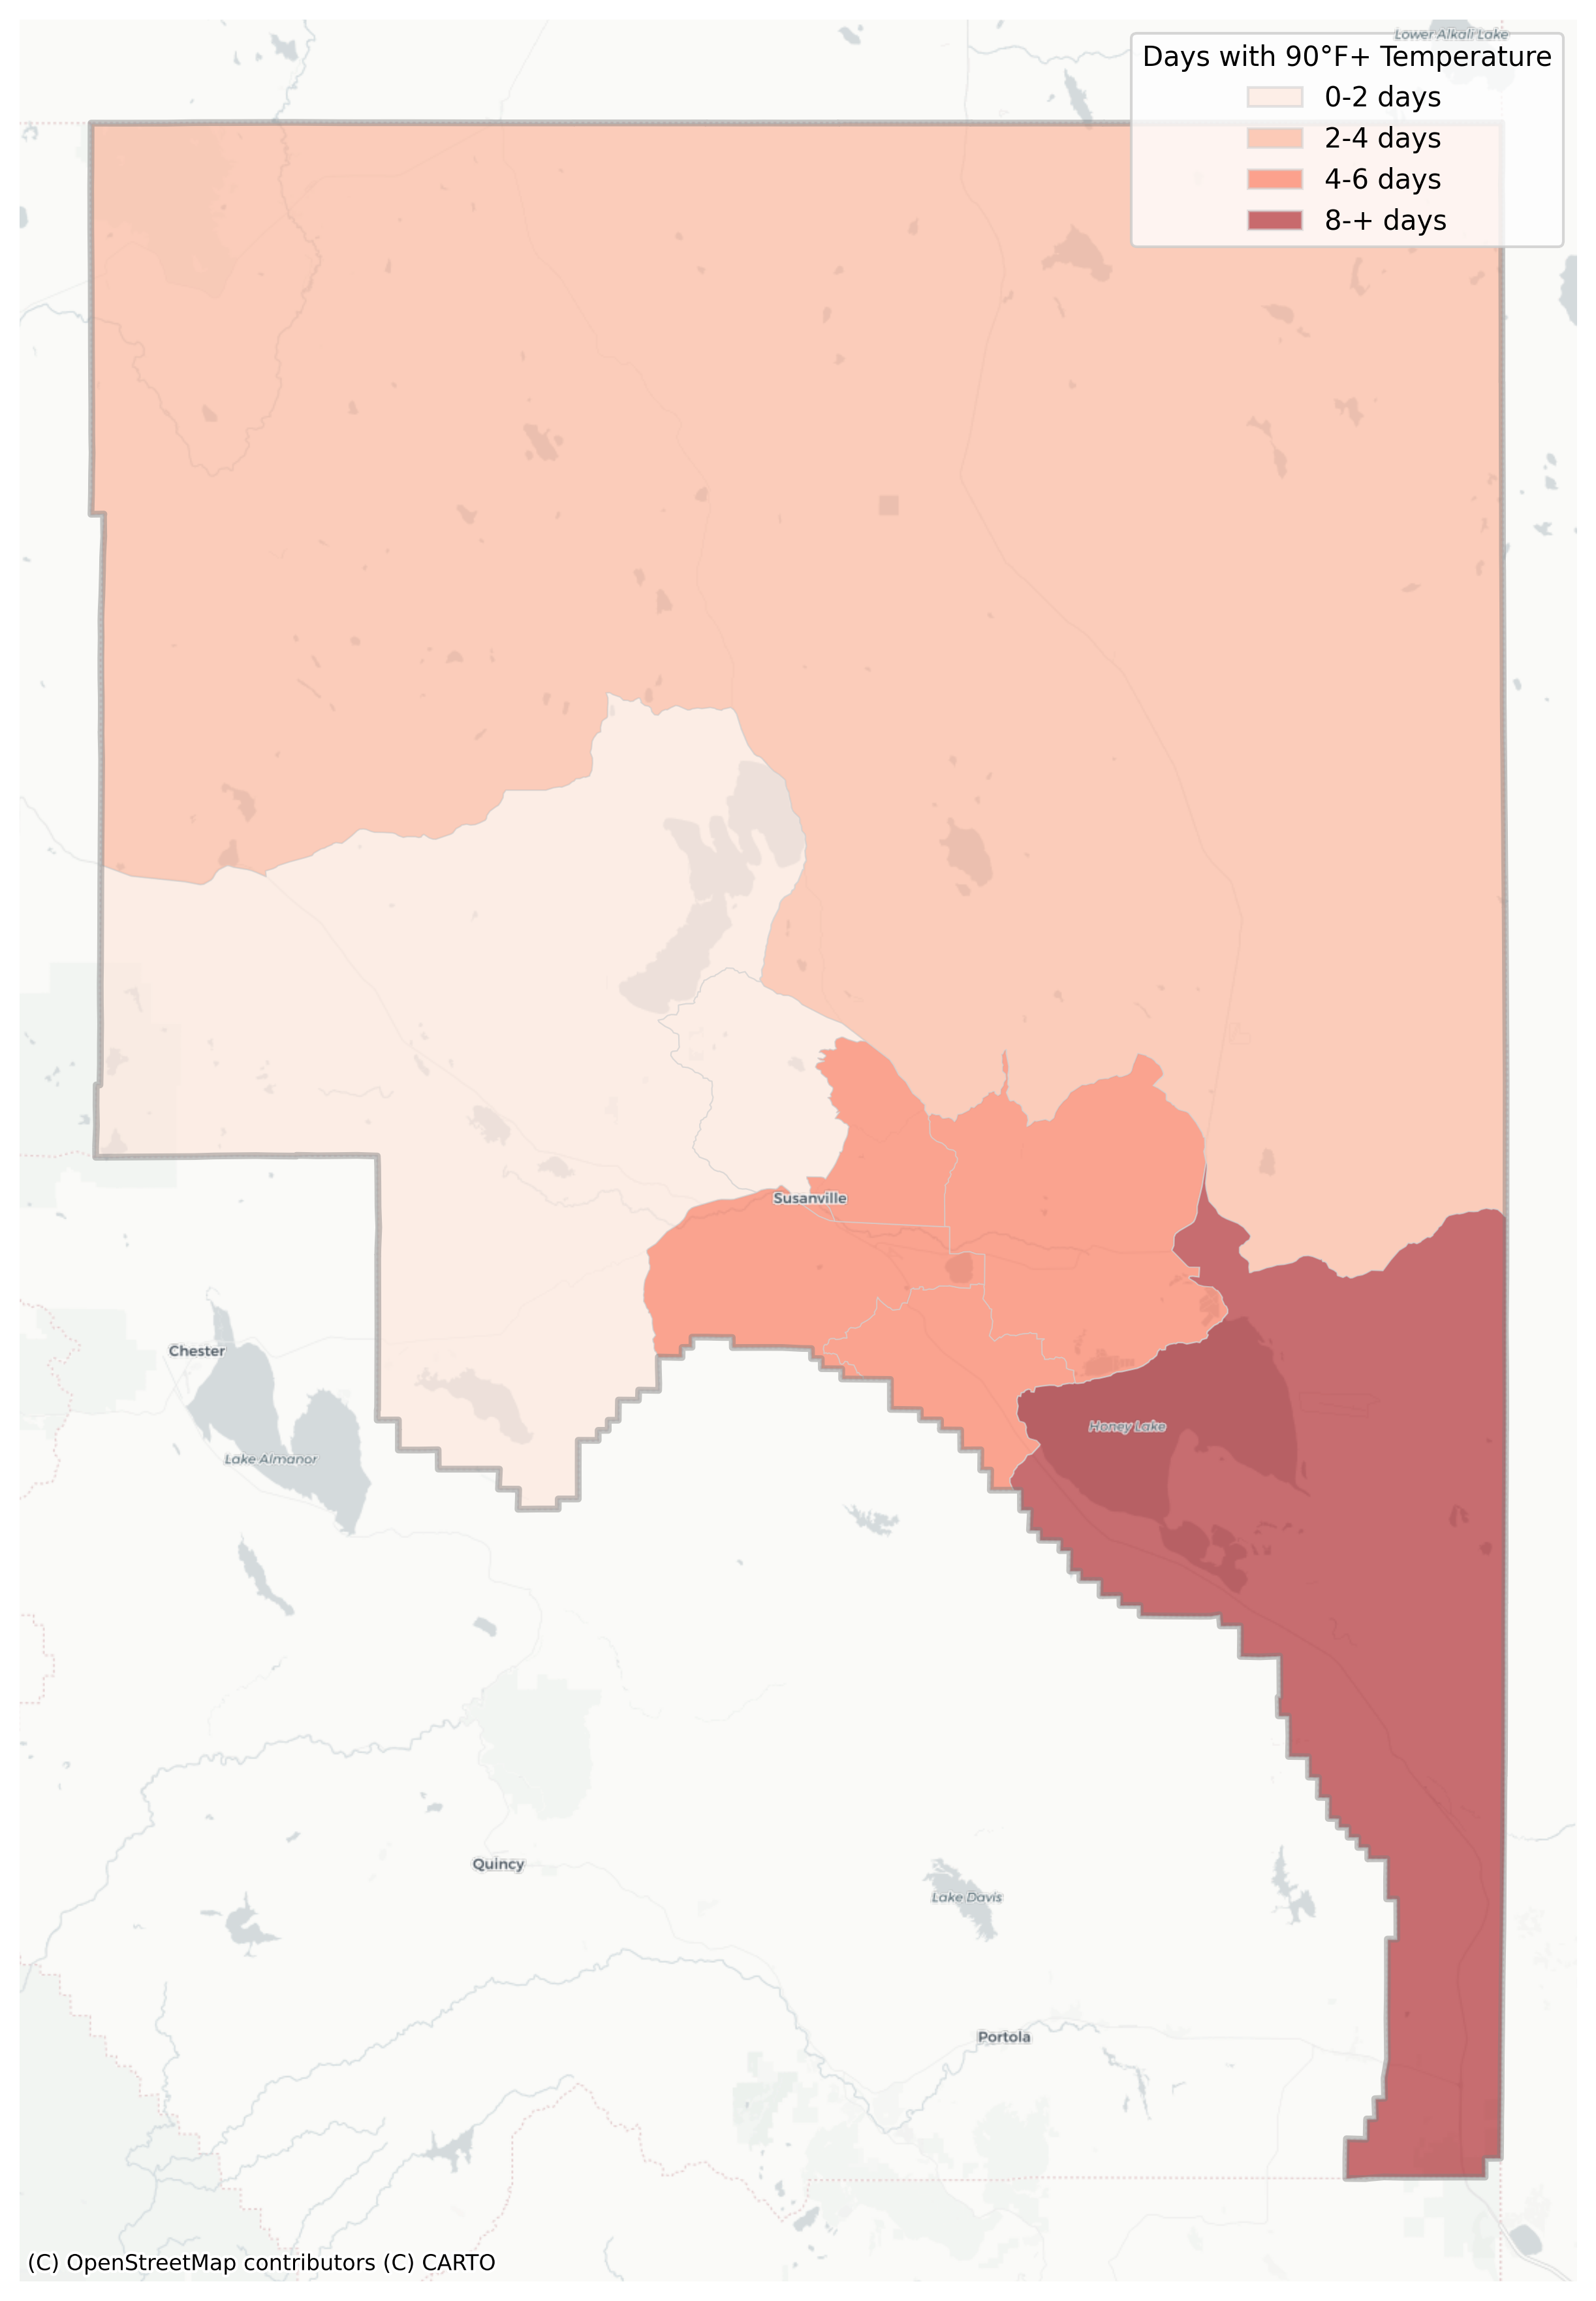 Lower Alkali Lake
Days with 90°F+ Temperature
0-2 days
2-4 days
4-6 days
8-+ days
Susanville
Chester
Honey Lake
Lake Almanor
Quincy
Lake Davis
Portola
(C) OpenStreetMap contributors (C) CARTO